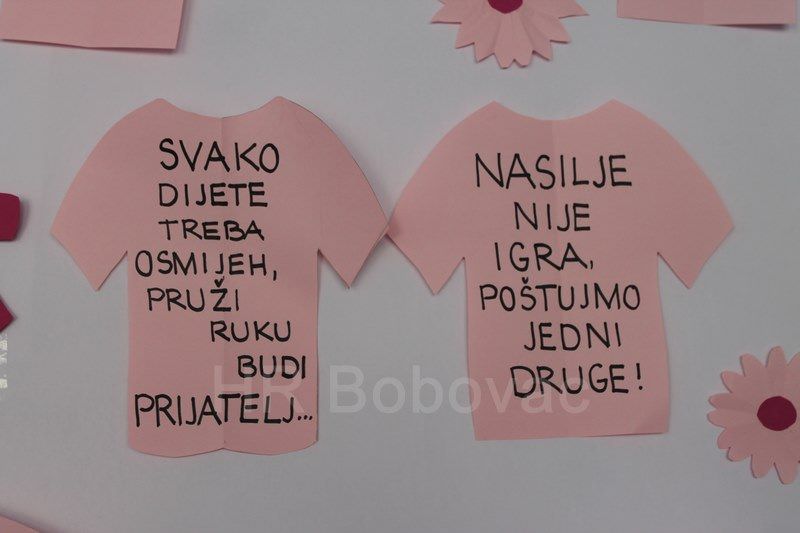 SVAKO
DIJETE
TREBA
OSMIJEH,
PRUŽI
RUKU
BUDI
PRIJATELJ...
NASILJE
NIJE
IGRA,
POŠTUJMO
JEDNI
DRUGE!
HR Bobovac